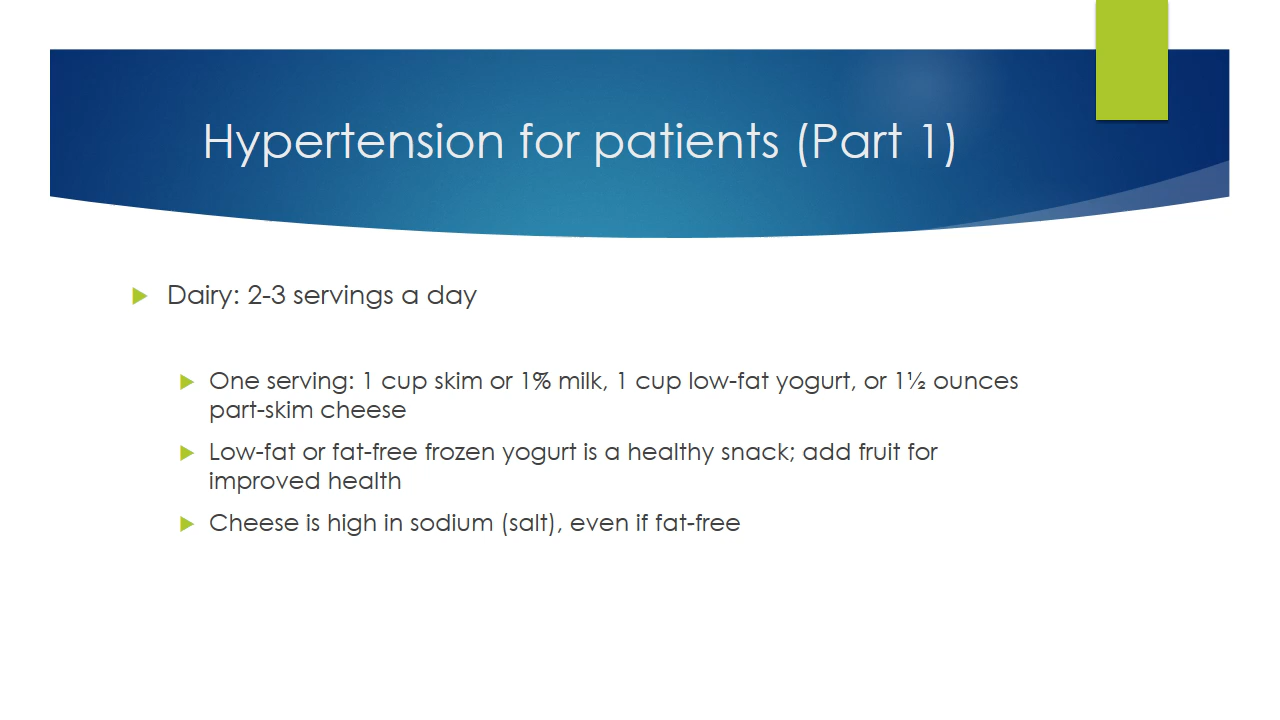 Hypertension for patients (Part 1)
Dairy: 2-3 servings a day
One serving: 1 cup skim or 1% milk, 1 cup low-fat yogurt, or 1½ ounces
part-skim cheese
Low-fat or fat-free frozen yogurt is a healthy snack; add fruit for
improved health
Cheese is high in sodium (salt), even if fat-free